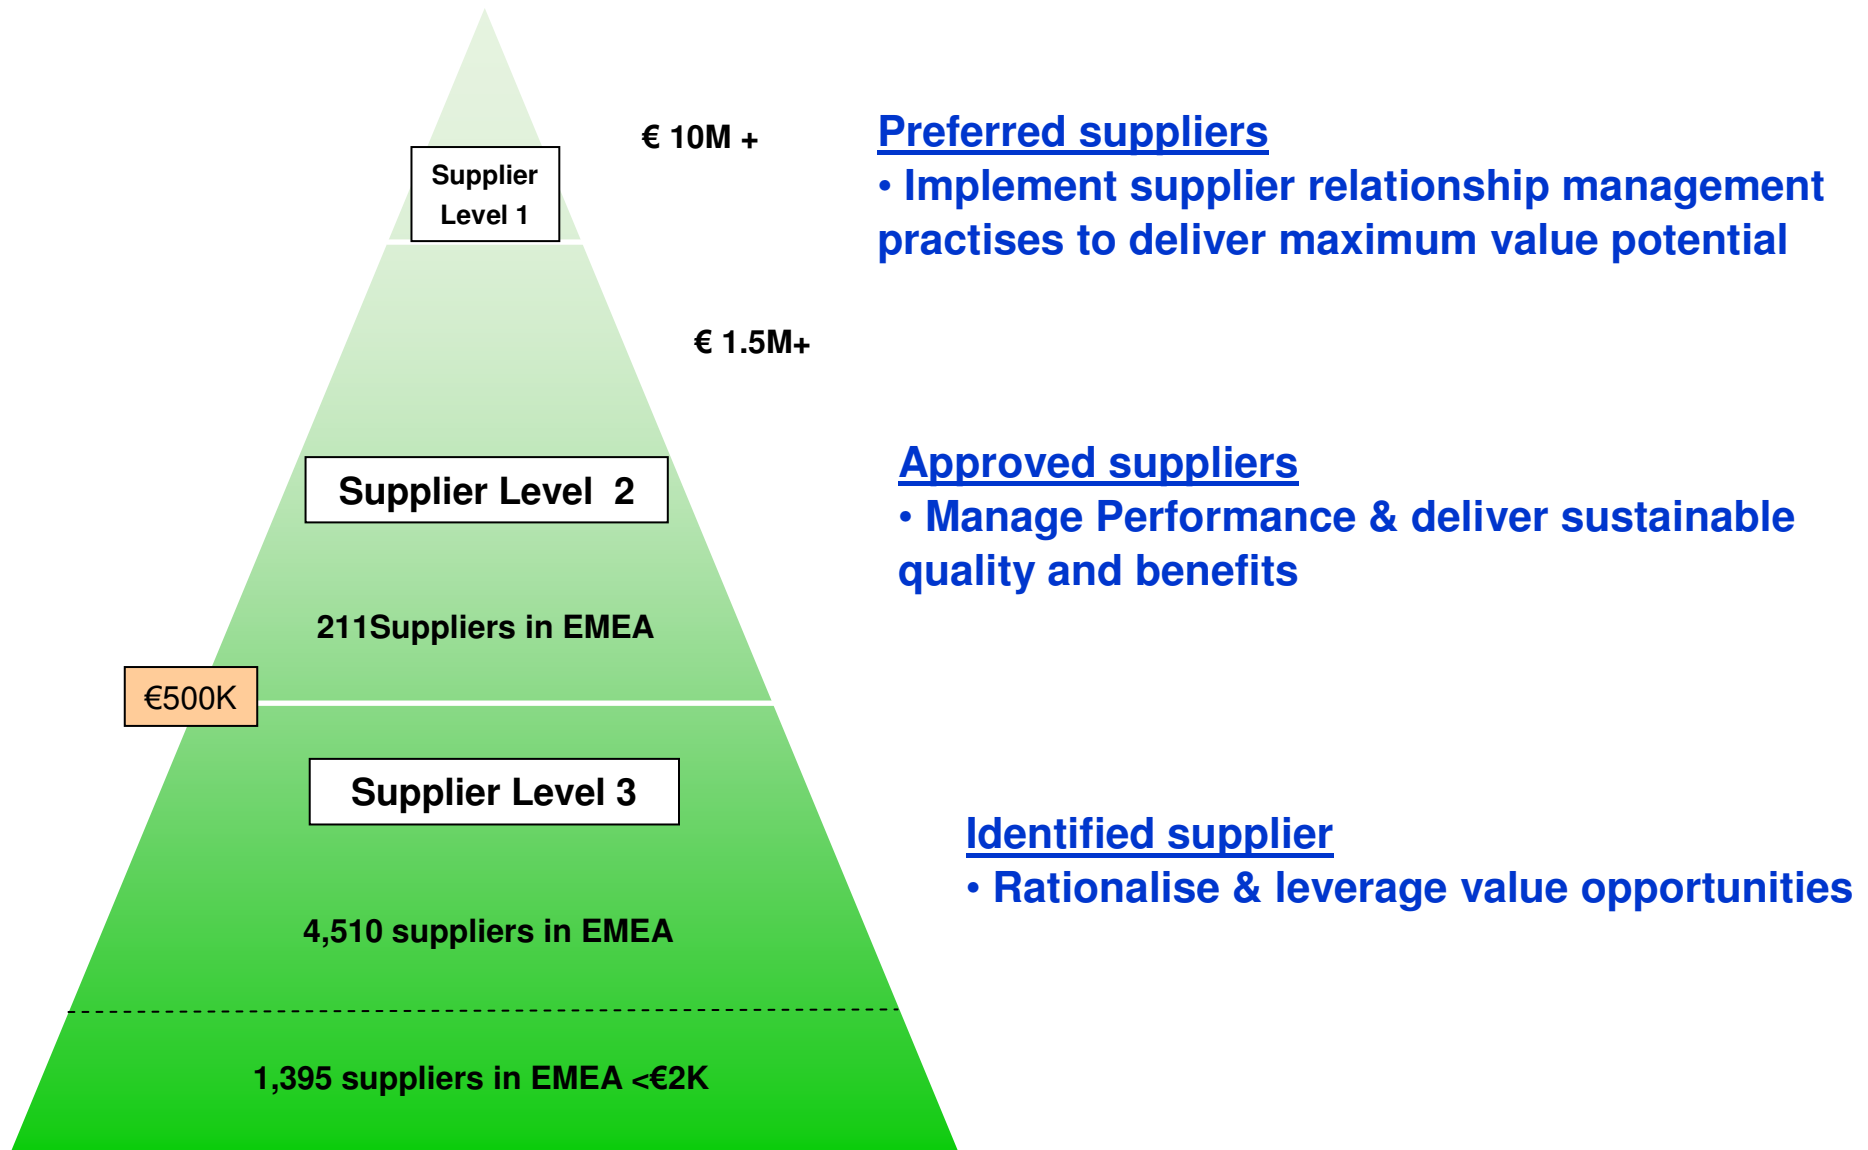 € 10M +
Supplier
Level 1
Preferred suppliers
• Implement supplier relationship management
practises to deliver maximum value potential
€ 1.5M+
Supplier Level  2
Approved suppliers
• Manage Performance & deliver sustainable
quality and benefits
211Suppliers in EMEA
€500K
Supplier Level 3
Identified supplier
• Rationalise & leverage value opportunities
4,510 suppliers in EMEA
1,395 suppliers in EMEA <€2K